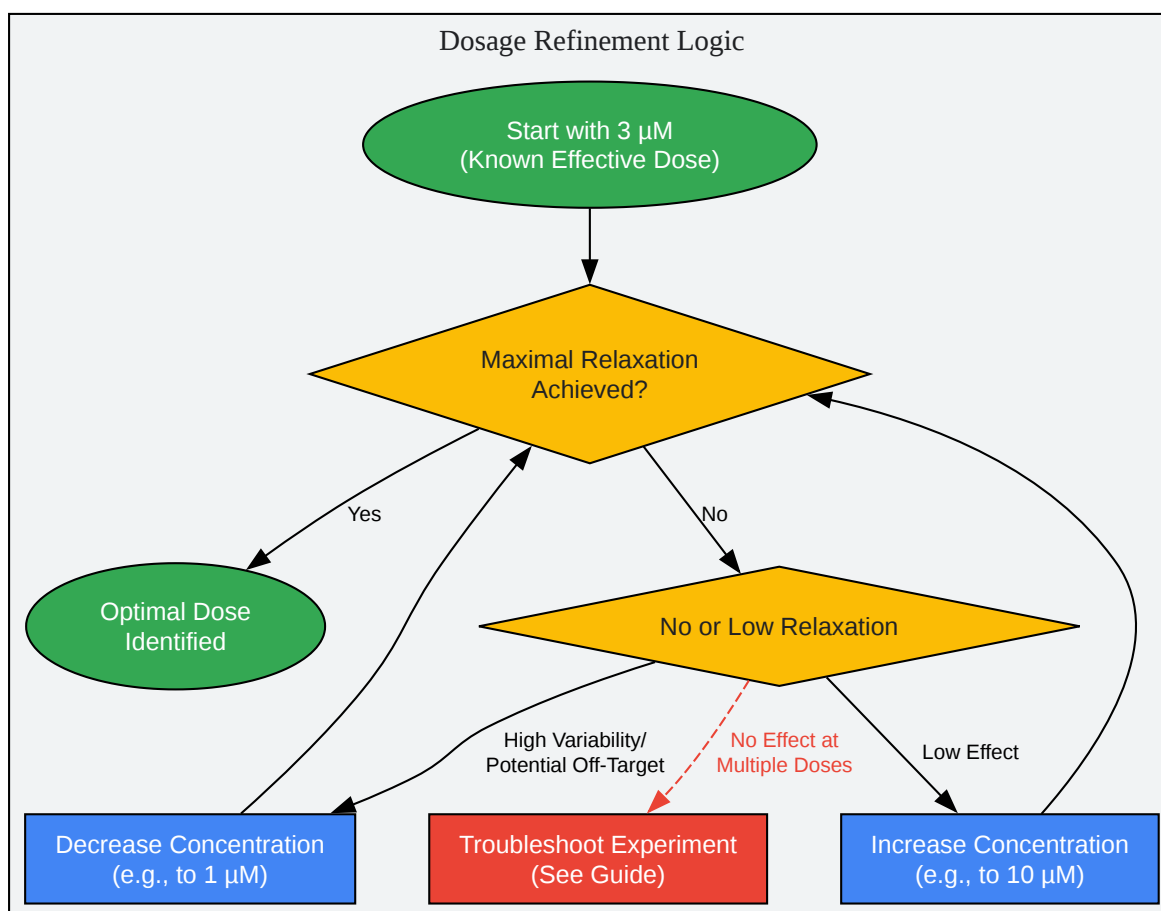 Dosage Refinement Logic
Start with 3 µM
(Known Effective Dose)
Maximal Relaxation
Achieved?
Yes
No
Optimal Dose
Identified
No or Low Relaxation
High Variability/
Potential Off-Target
No Effect at
Multiple Doses
Low Effect
Decrease Concentration
(e.g., to 1 µM)
Troubleshoot Experiment
(See Guide)
Increase Concentration
(e.g., to 10 µM)